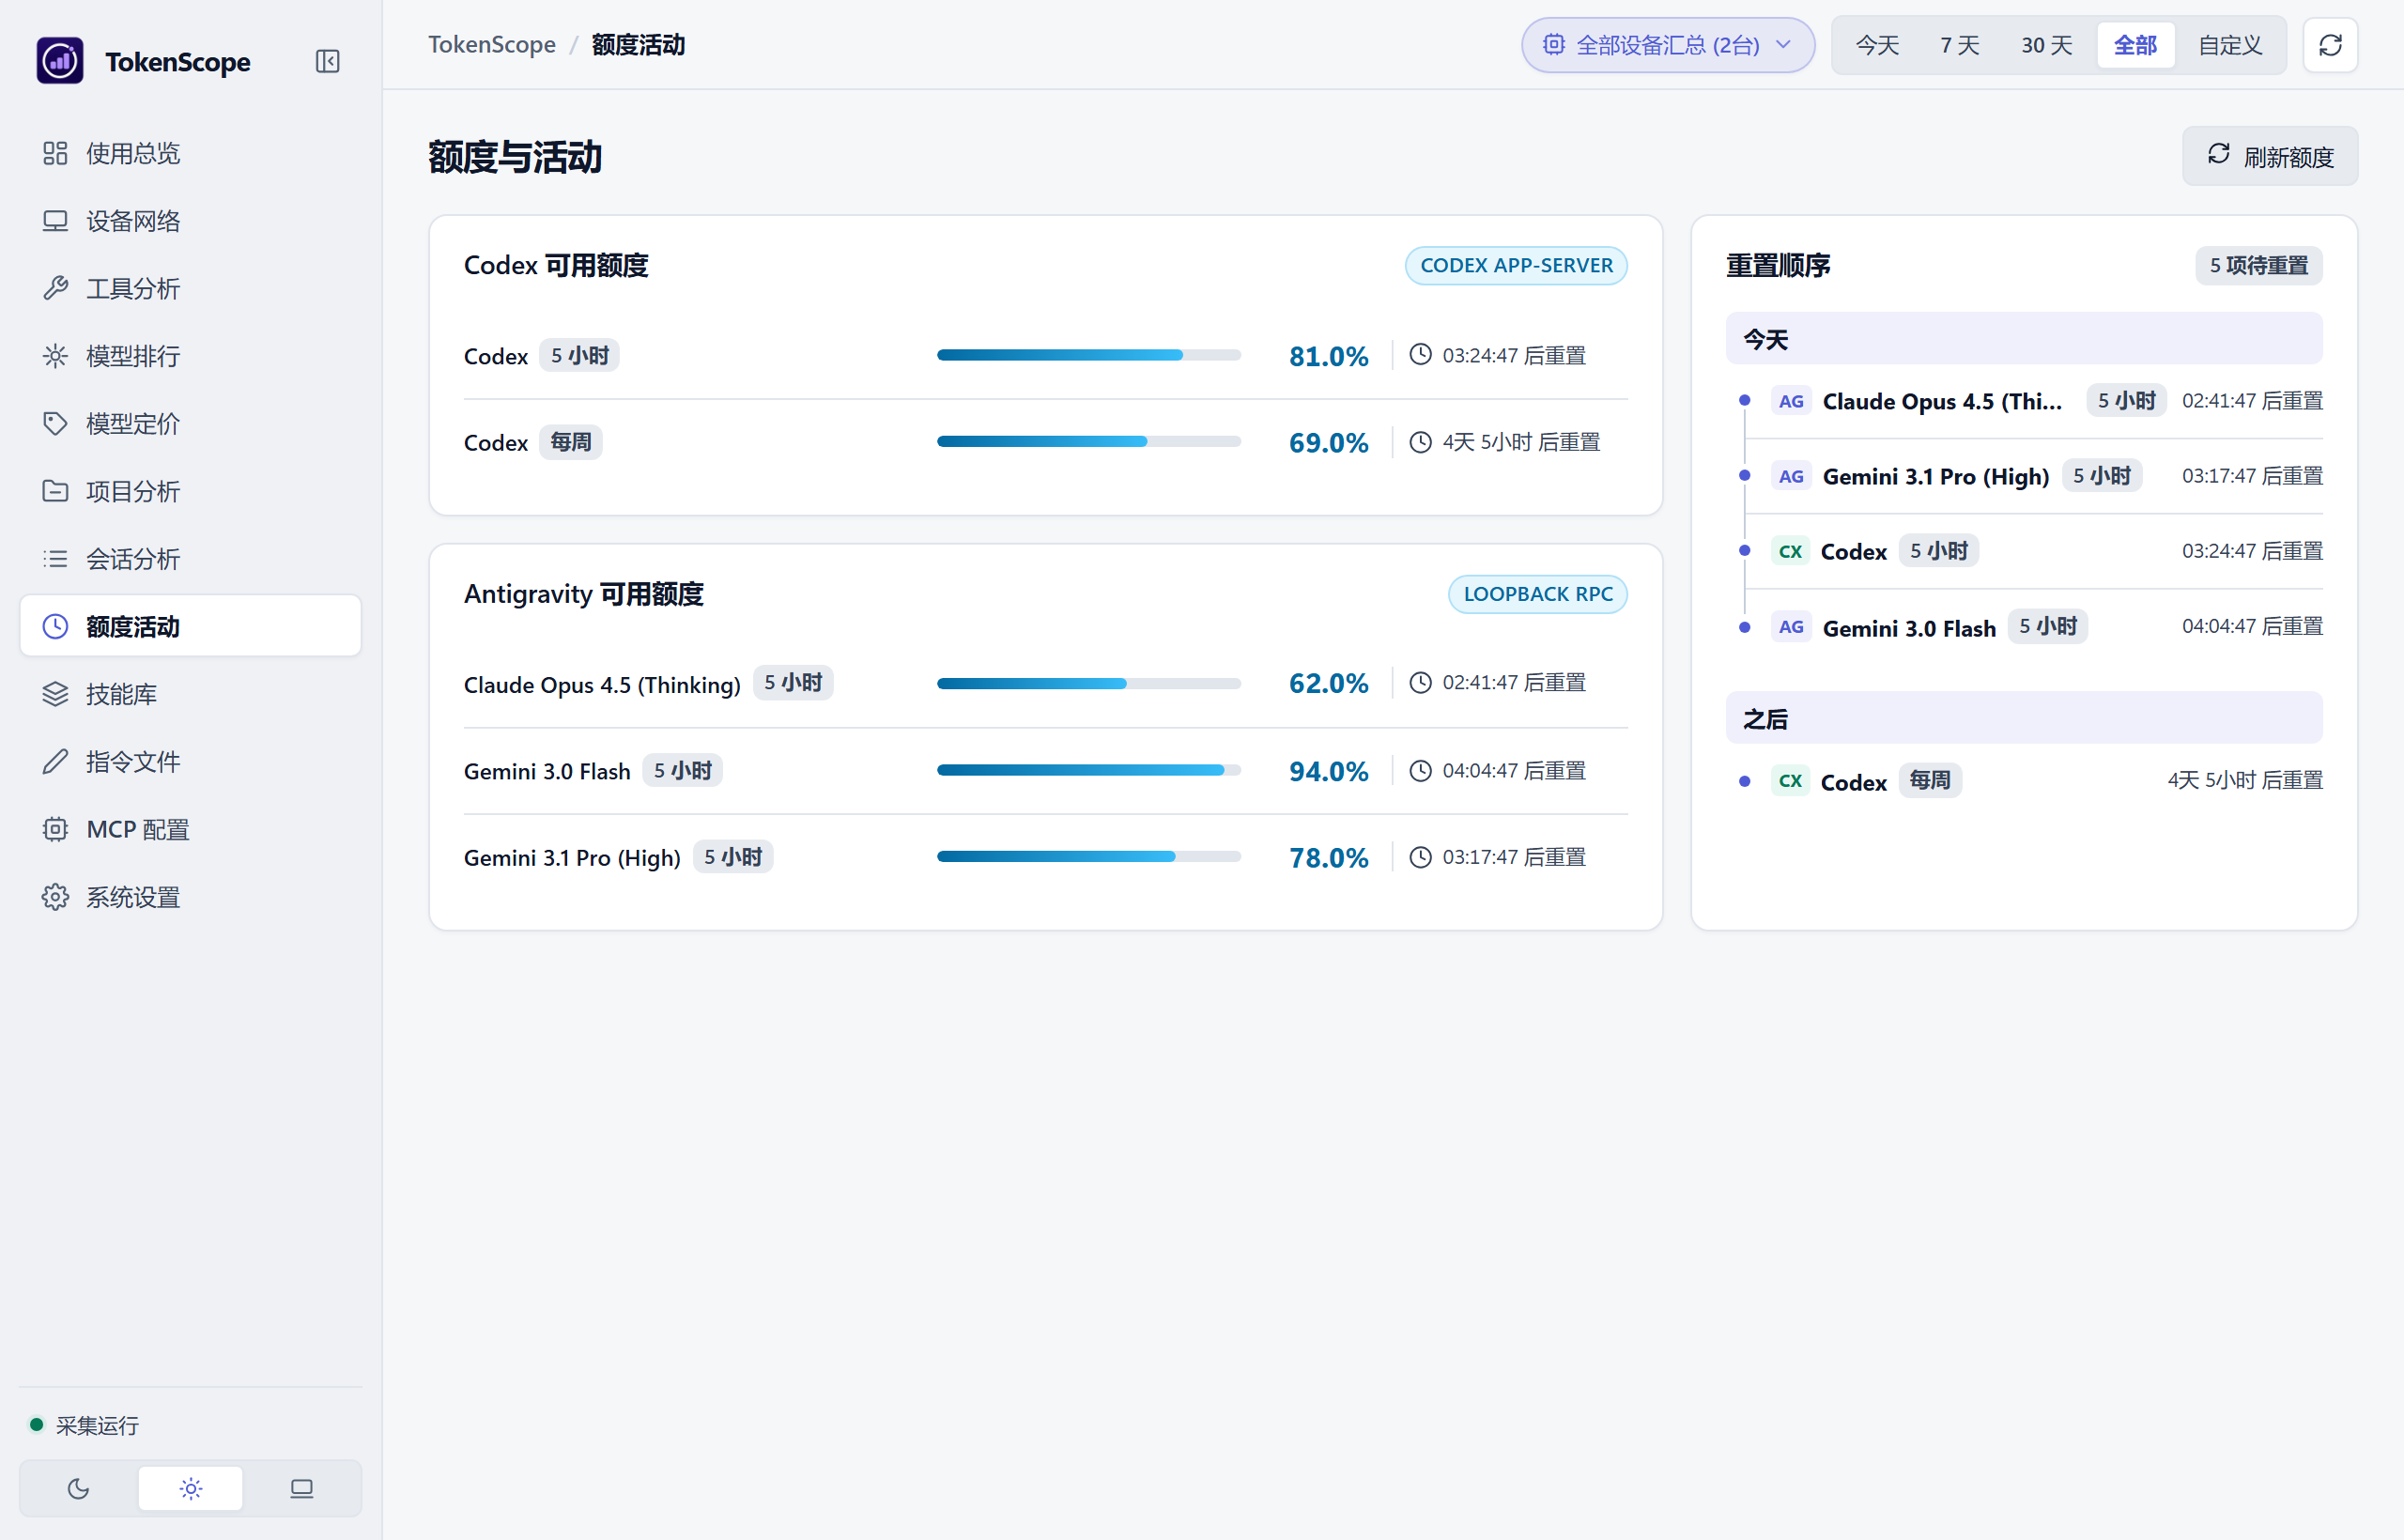 TokenScope
使用总览
设备网络
工具分析
模型排行
模型定价
项目分析
会话分析
额度活动
技能库
指令文件
MCP 配置
系统设置
采集运行
TokenScope / 额度活动
全部设备汇总 (2台)
今天 7 天 30 天 全部 自定义
额度与活动
刷新额度
Codex 可用额度
CODEX APP-SERVER
Codex 5 小时 81.0% 03:24:47 后重置
Codex 每周 69.0% 4天 5小时 后重置
Antigravity 可用额度
LOOPBACK RPC
Claude Opus 4.5 (Thinking) 5 小时 62.0% 02:41:47 后重置
Gemini 3.0 Flash 5 小时 94.0% 04:04:47 后重置
Gemini 3.1 Pro (High) 5 小时 78.0% 03:17:47 后重置
重置顺序
5 项待重置
今天
AG Claude Opus 4.5 (Thi... 5 小时 02:41:47 后重置
AG Gemini 3.1 Pro (High) 5 小时 03:17:47 后重置
CX Codex 5 小时 03:24:47 后重置
AG Gemini 3.0 Flash 5 小时 04:04:47 后重置
之后
CX Codex 每周 4天 5小时 后重置